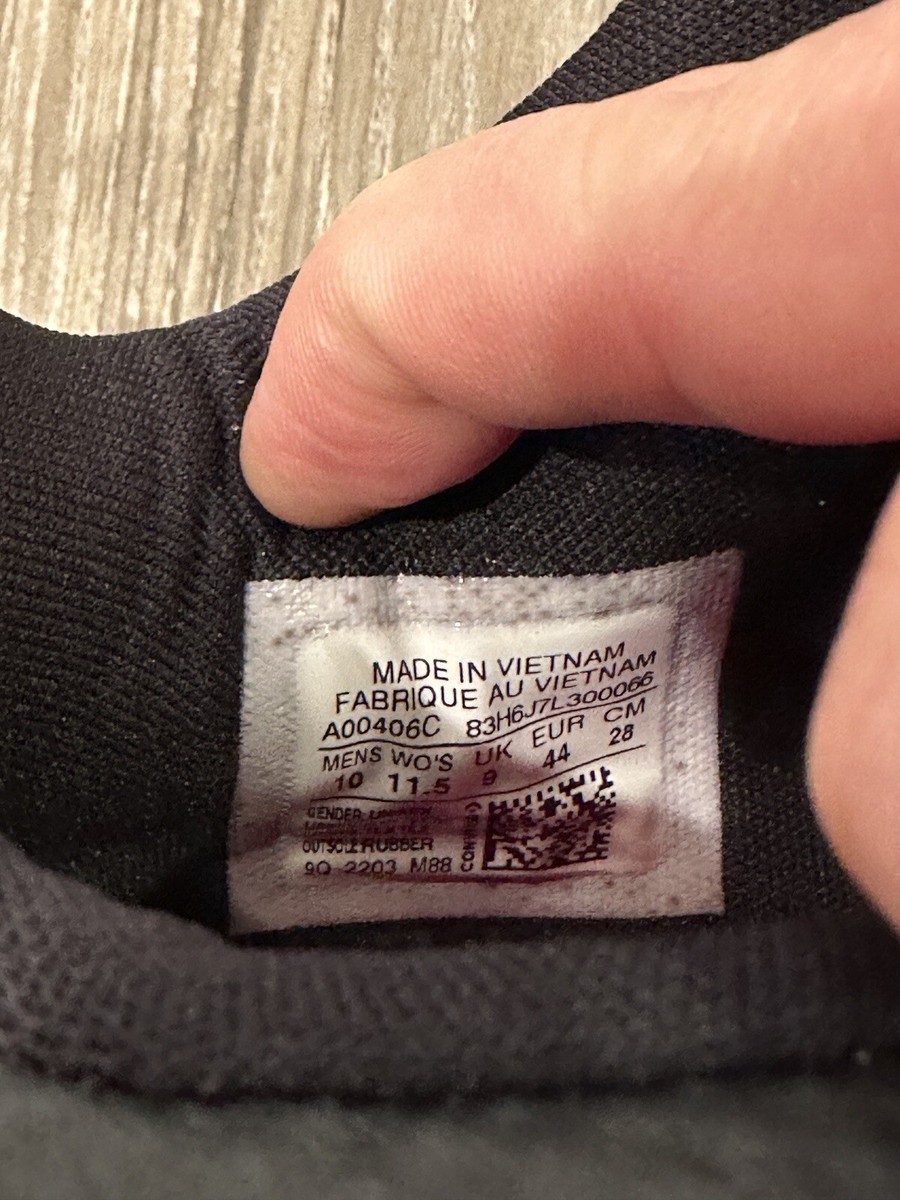 MADE IN VIETNAM
FABRIQUE AU VIETNAM
A00406C 83H6J7L300066
MENS WO'S UK EUR CM
10 11.5 9 44 28
GENDER
OUTSOLE RUBBER
9Q 2203 M88